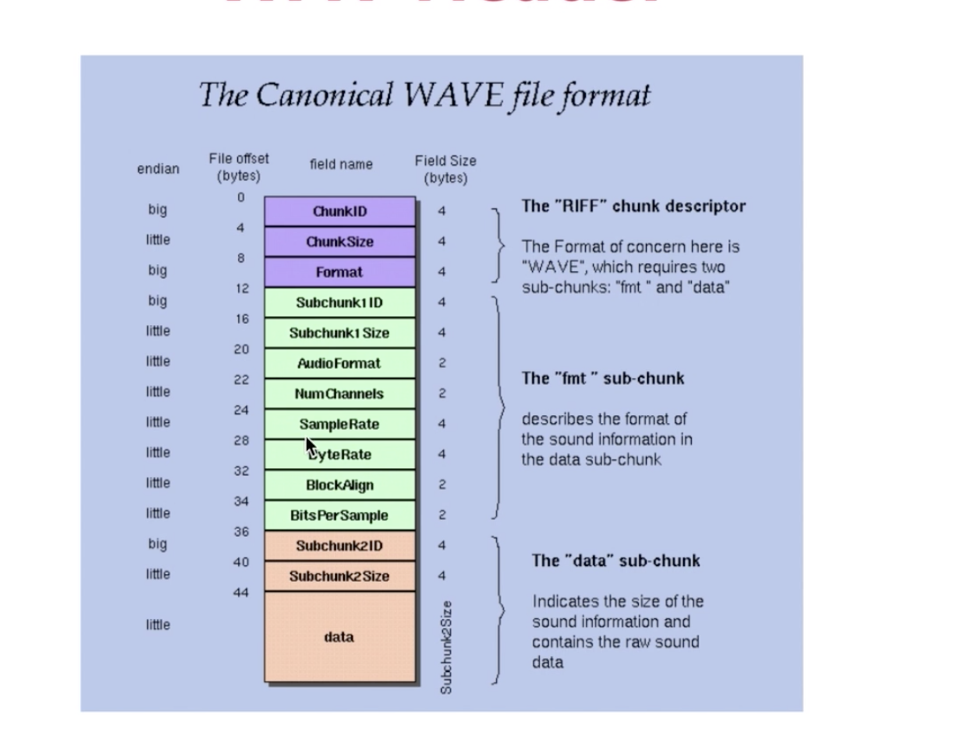 The Canonical WAVE file format
endian
File offset
(bytes)
field name
Field Size
(bytes)
0
big ChunkID 4
4
little ChunkSize 4
8
big Format 4
12
big Subchunk1ID 4
16
little Subchunk1Size 4
20
little AudioFormat 2
22
little NumChannels 2
24
little SampleRate 4
28
little ByteRate 4
32
little BlockAlign 2
34
little BitsPerSample 2
36
big Subchunk2ID 4
40
little Subchunk2Size 4
44
little data Subchunk2Size
The "RIFF" chunk descriptor
The Format of concern here is
"WAVE", which requires two
sub-chunks: "fmt " and "data"
The "fmt " sub-chunk
describes the format of
the sound information in
the data sub-chunk
The "data" sub-chunk
Indicates the size of the
sound information and
contains the raw sound
data